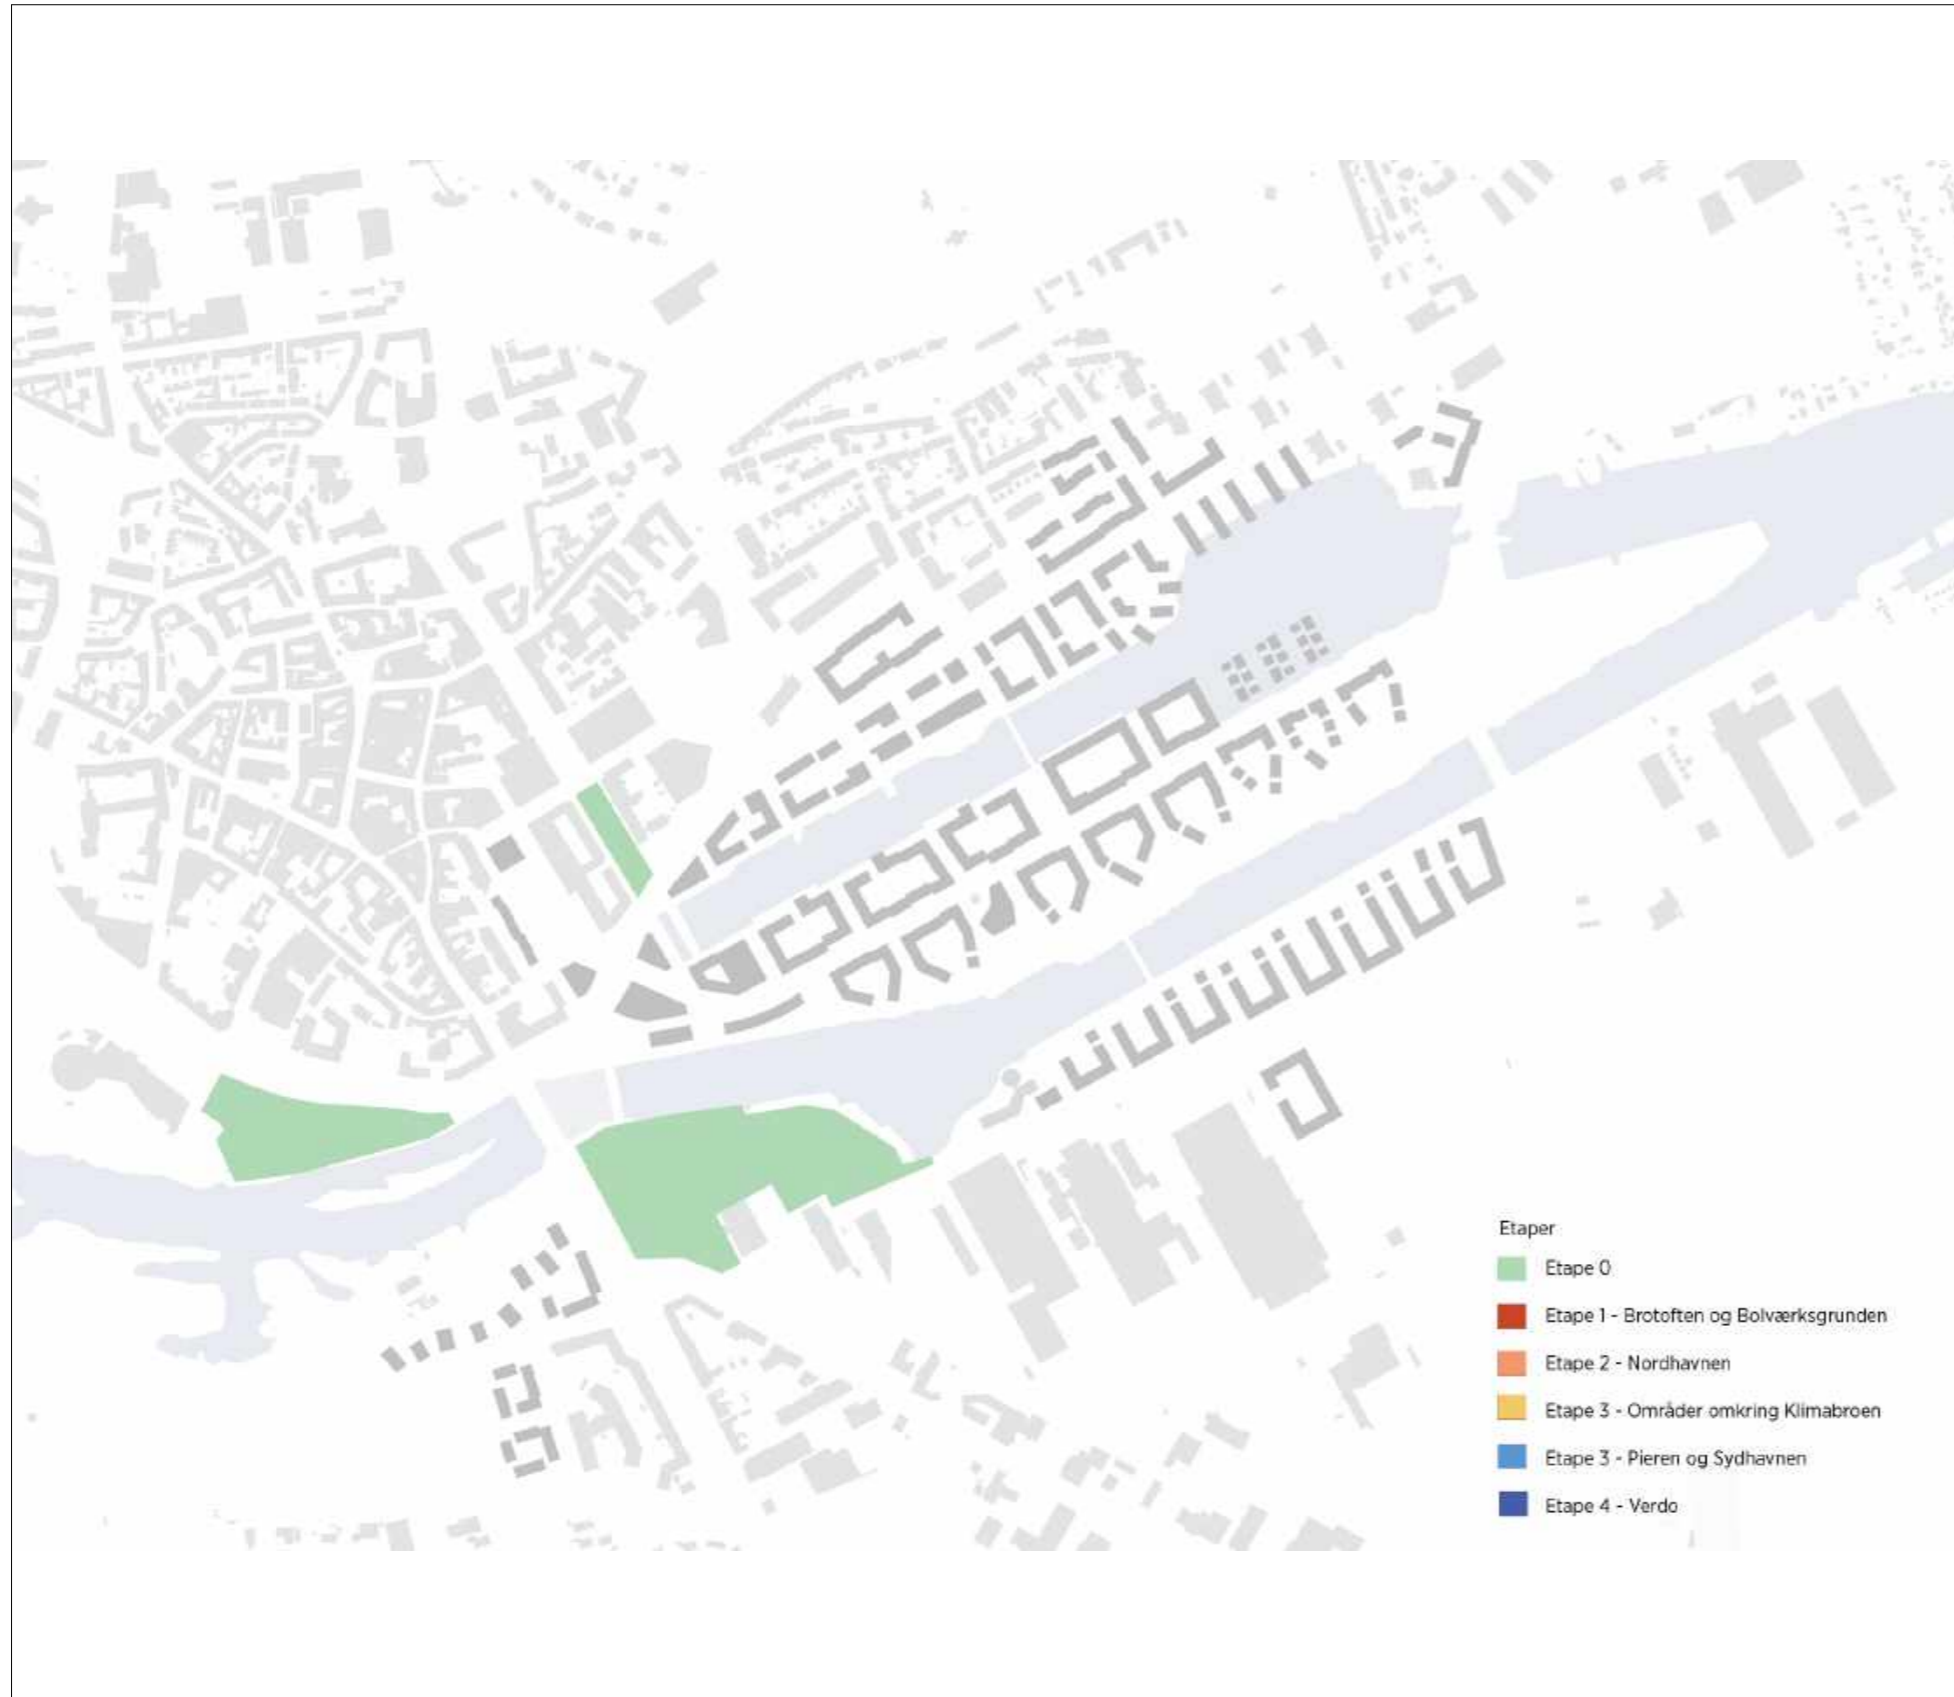 Etaper
Etape 0
Etape 1 - Brotoften og Bolværksgrunden
Etape 2 - Nordhavnen
Etape 3 - Områder omkring Klimabroen
Etape 3 - Pieren og Sydhavnen
Etape 4 - Verdo